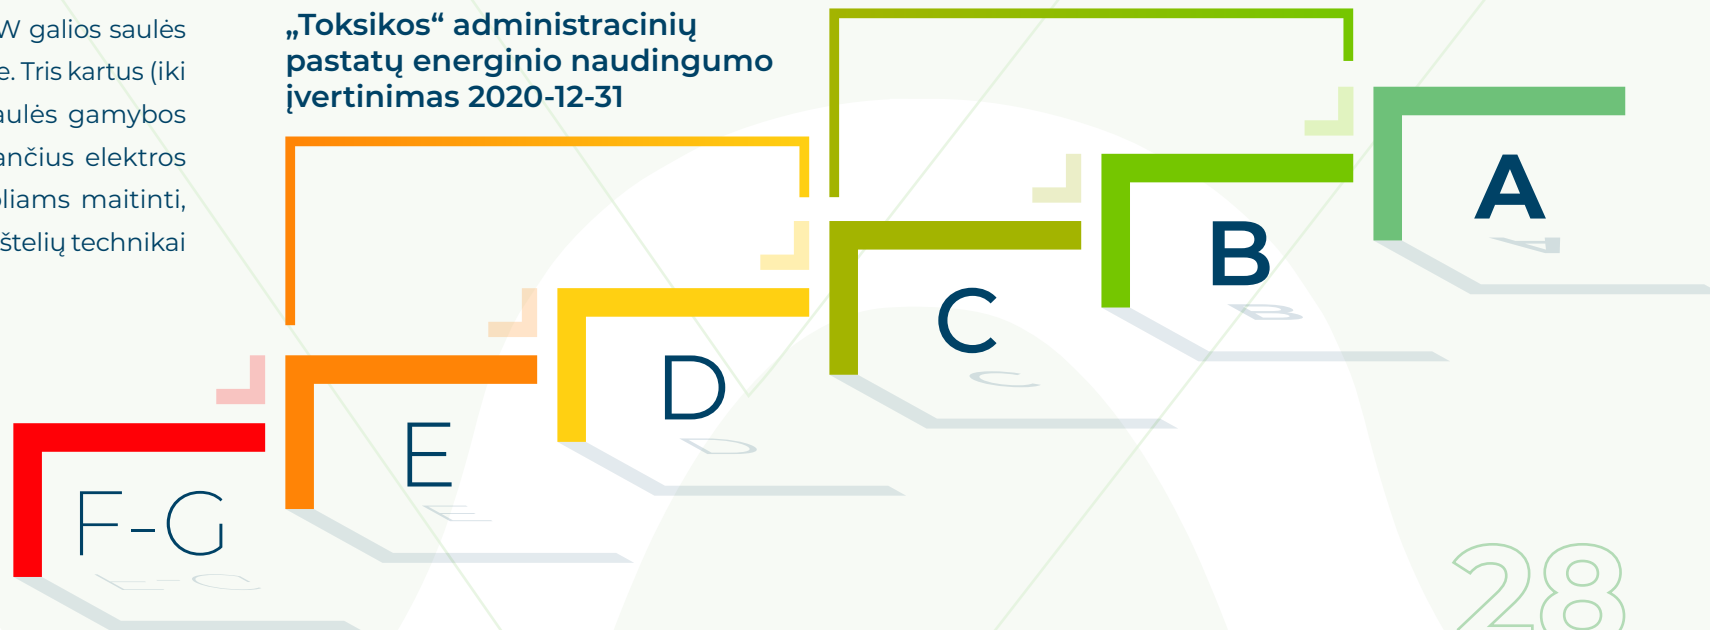 W galios saulės
e. Tris kartus (iki
aulės gamybos
ančius elektros
oliams maitinti,
štelių technikai
„Toksikos“ administracinių
pastatų energinio naudingumo
įvertinimas 2020-12-31
A
B
C
D
E
F-G
28